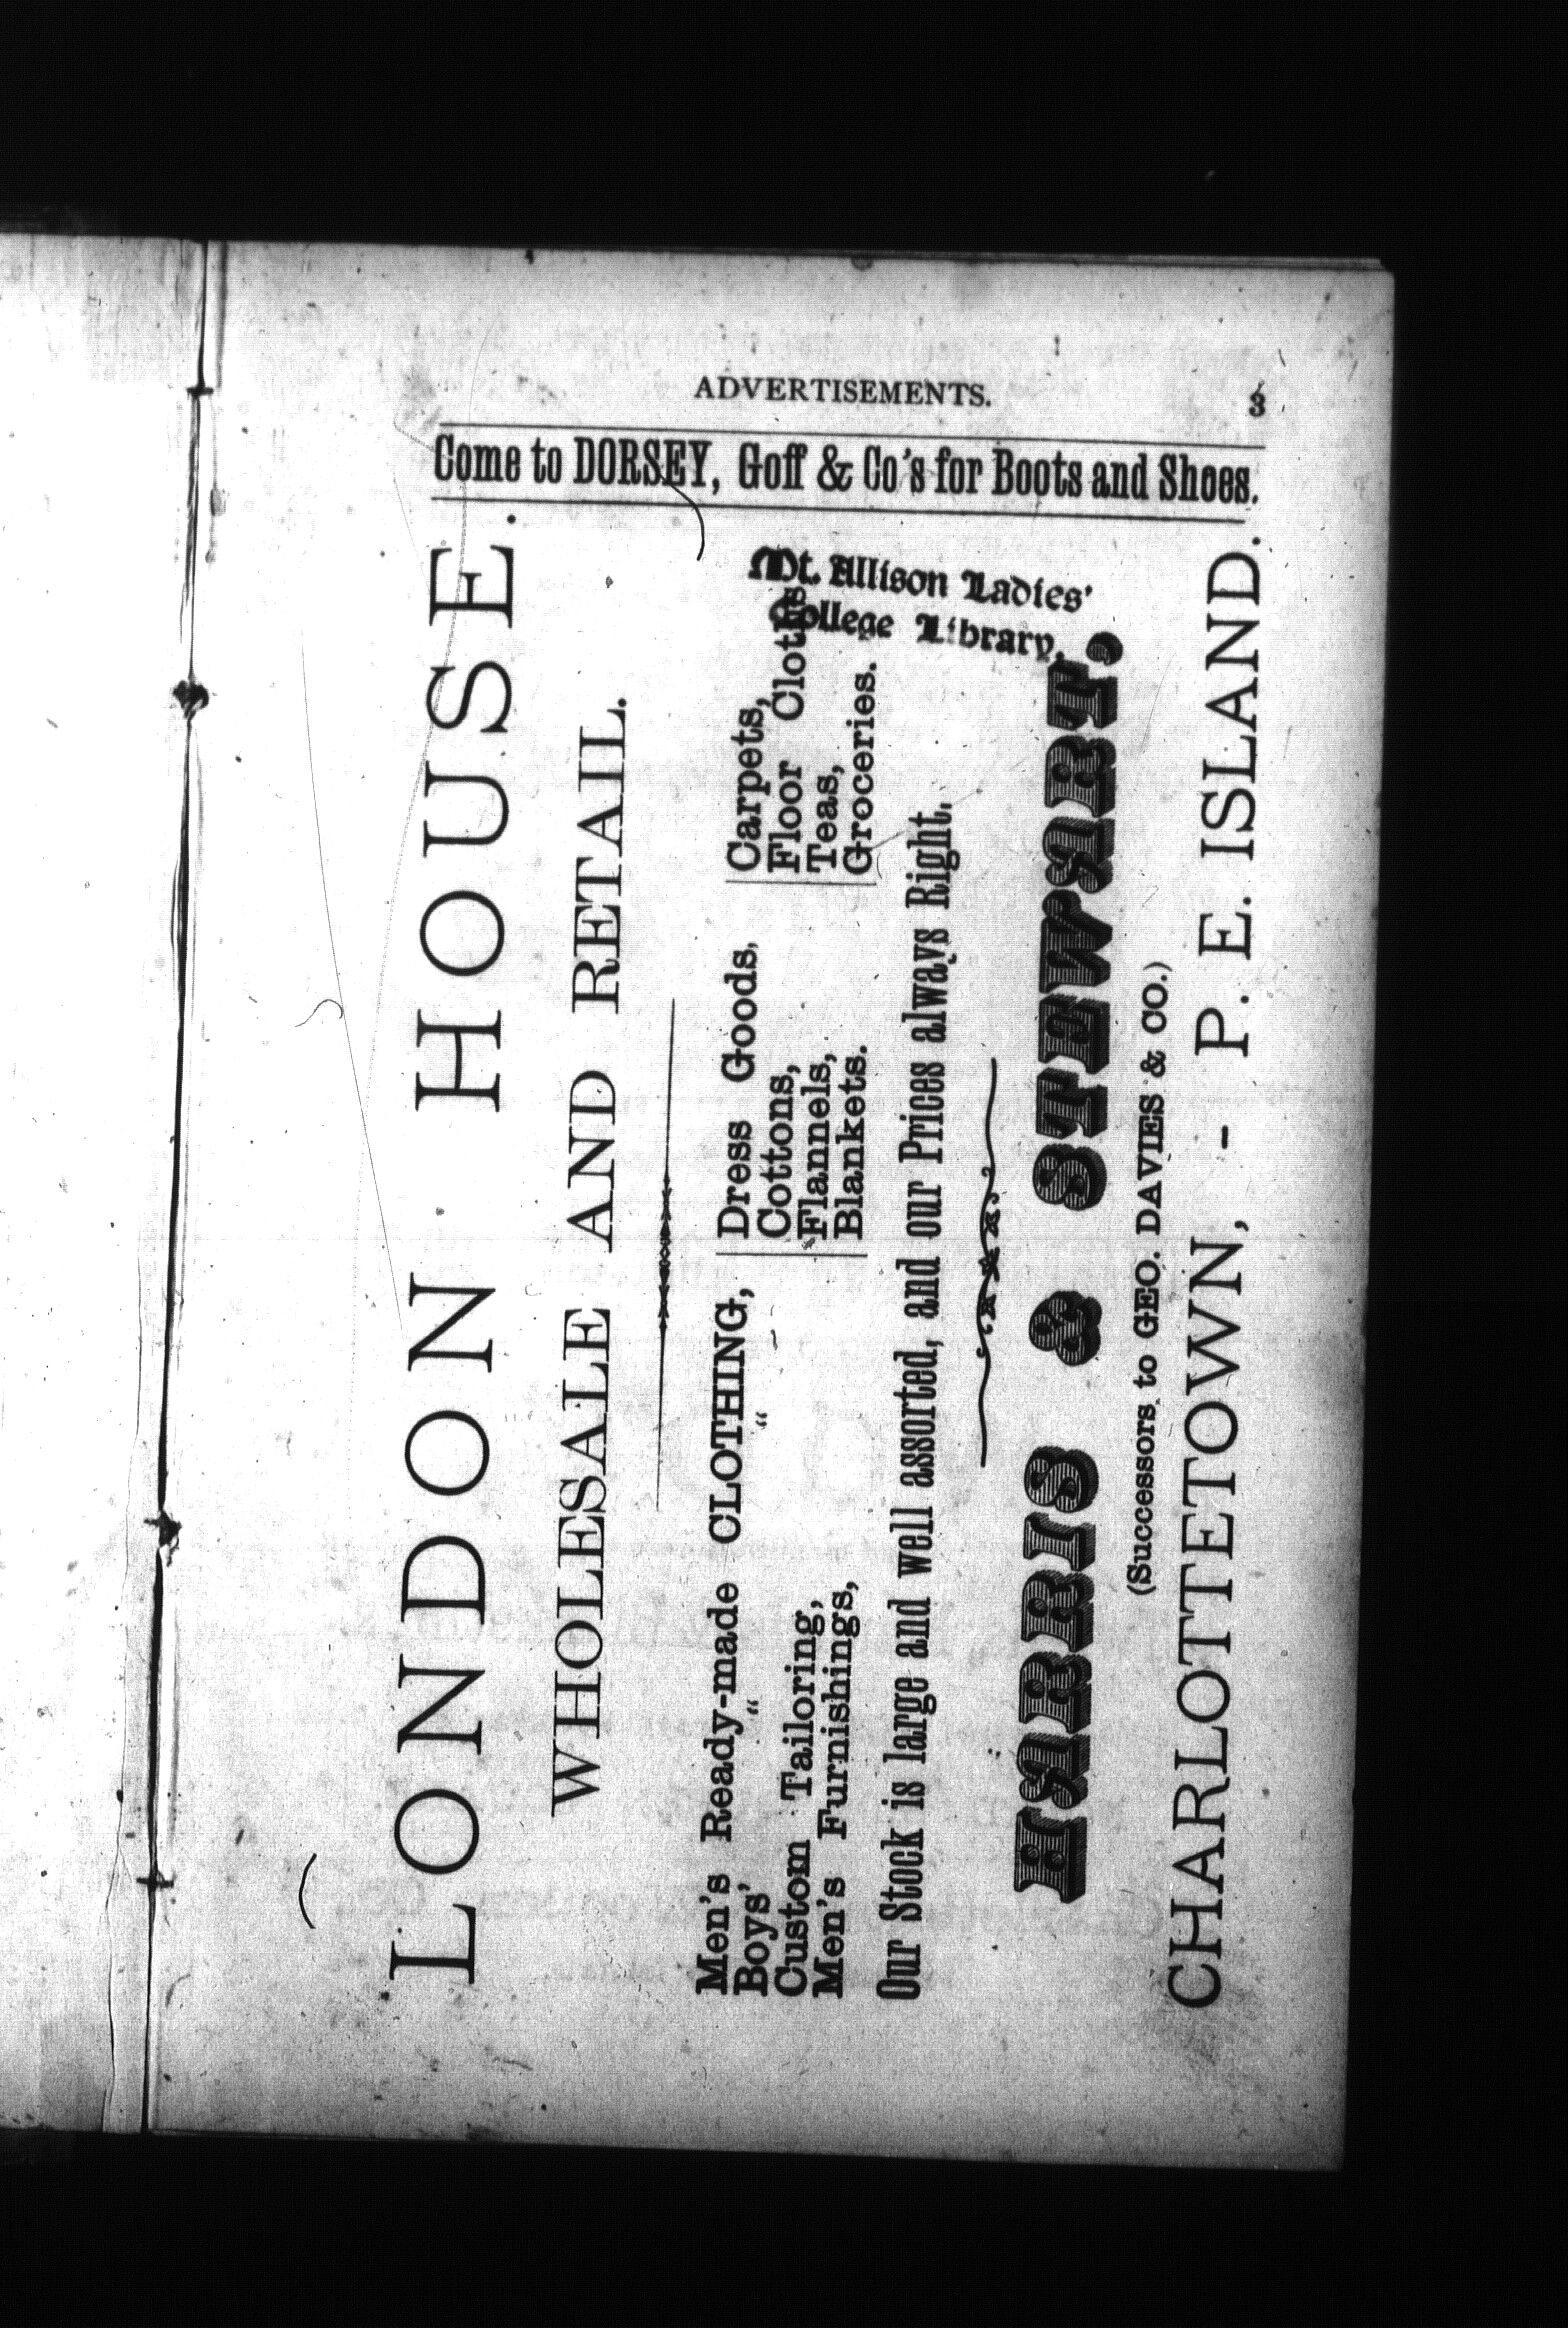 ADVERTISEMENTS. 3
Come to DORSEY, Goff & Co's for Boots and Shoes.
LONDON HOUSE.
WHOLESALE AND RETAIL.
Men's Ready-made CLOTHING,
Boys' “ “
Custom Tailoring,
Men's Furnishings,
Dress Goods,
Cottons,
Flannels,
Blankets.
Carpets,
Floor Cloths,
Teas,
Groceries.
Mt. Allison Ladies'
College Library.
Our Stock is large and well assorted, and our Prices always Right.
HARRIS & STEWART,
(Successors to GEO. DAVIES & CO.)
CHARLOTTETOWN, - P. E. ISLAND.